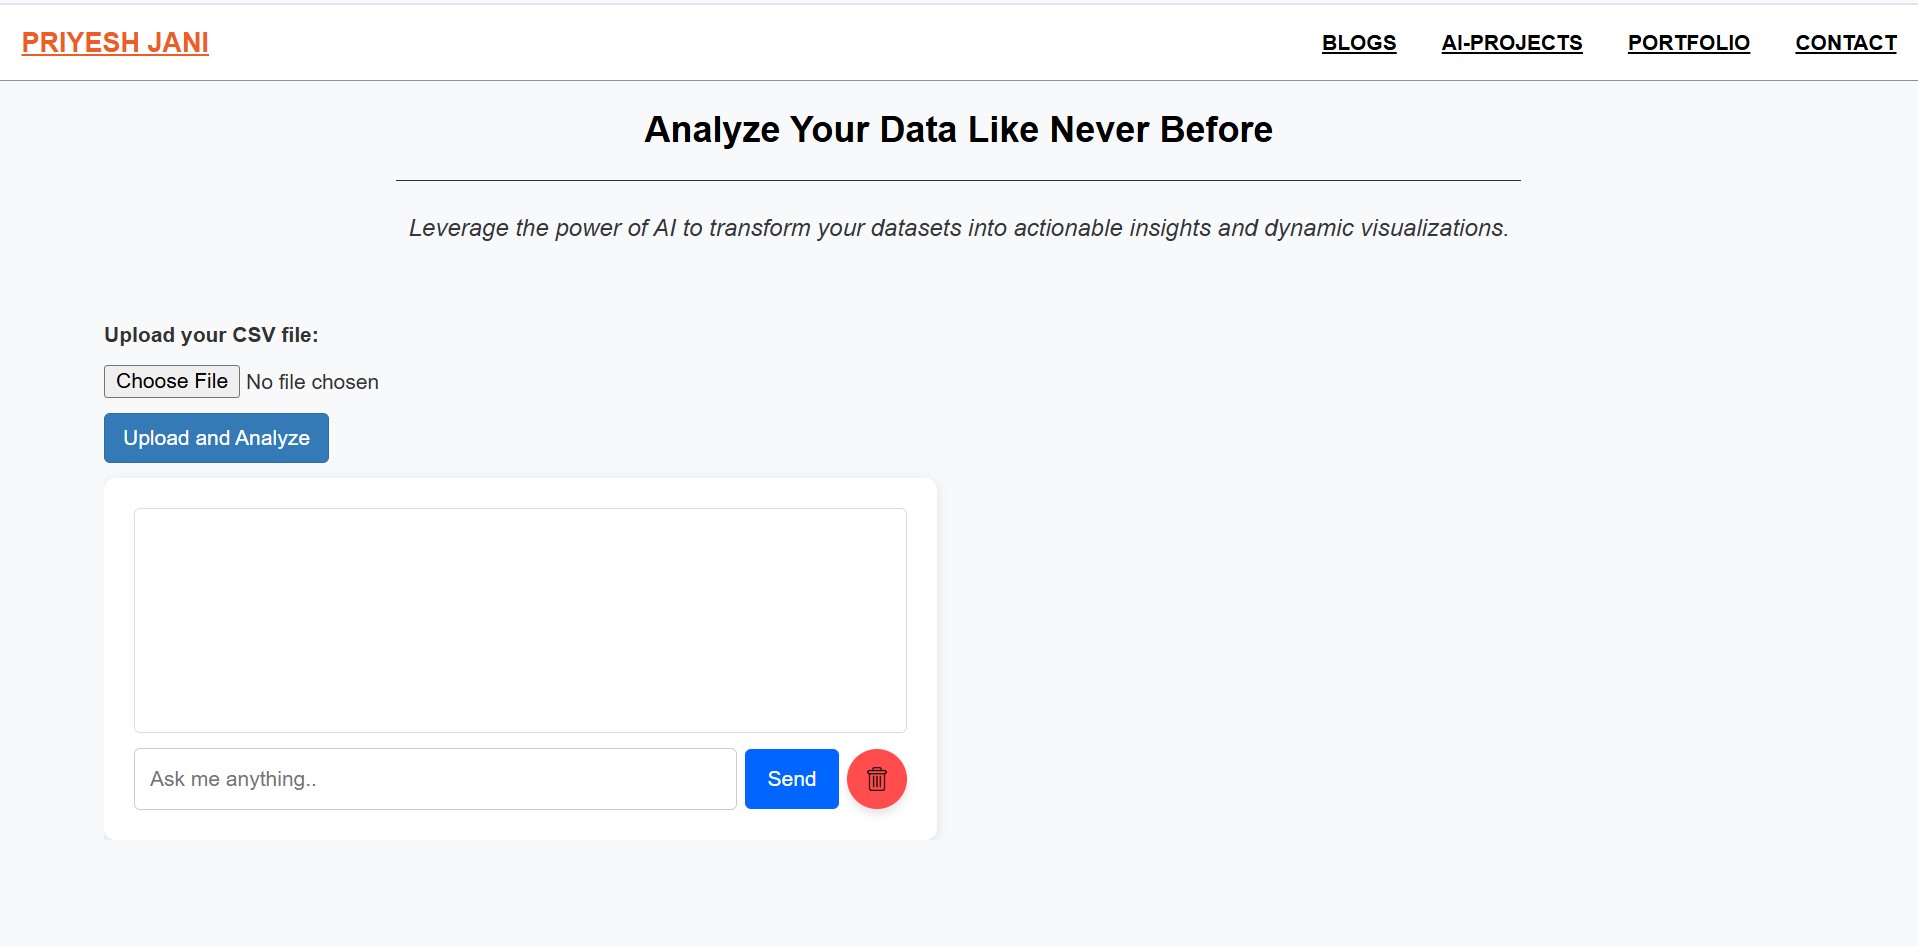 PRIYESH JANI
BLOGS AI-PROJECTS PORTFOLIO CONTACT
Analyze Your Data Like Never Before
Leverage the power of AI to transform your datasets into actionable insights and dynamic visualizations.
Upload your CSV file:
Choose File No file chosen
Upload and Analyze
Ask me anything.. Send